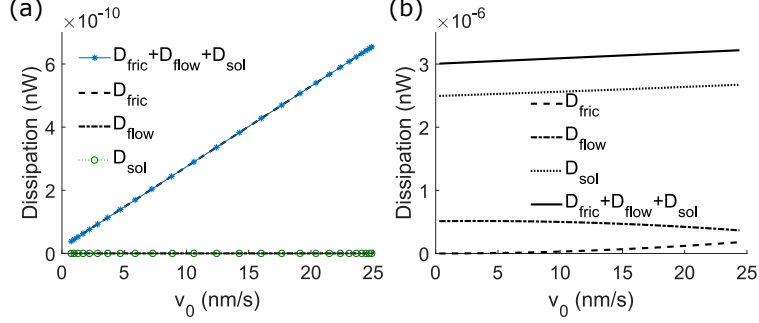 (a)
×10⁻¹⁰
Dissipation (nW)
6
4
2
0
D_fric+D_flow+D_sol
D_fric
D_flow
D_sol
0 5 10 15 20 25
v₀ (nm/s)
(b)
×10⁻⁶
Dissipation (nW)
3
2
1
0
D_fric
D_flow
D_sol
D_fric+D_flow+D_sol
0 5 10 15 20 25
v₀ (nm/s)